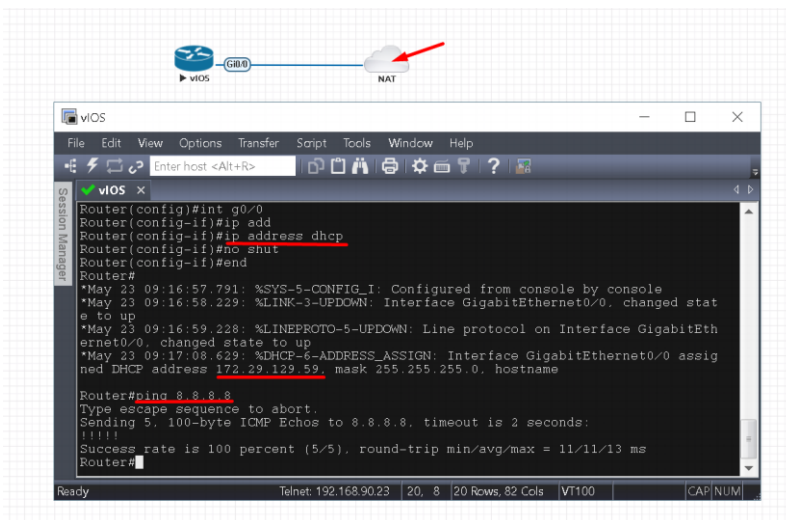 Gi0/0
vIOS
NAT
vIOS
File Edit View Options Transfer Script Tools Window Help
Enter host <Alt+R>
Session Manager
vIOS
Router(config)#int g0/0
Router(config-if)#ip add
Router(config-if)#ip address dhcp
Router(config-if)#no shut
Router(config-if)#end
Router#
*May 23 09:16:57.791: %SYS-5-CONFIG_I: Configured from console by console
*May 23 09:16:58.229: %LINK-3-UPDOWN: Interface GigabitEthernet0/0, changed stat
e to up
*May 23 09:16:59.228: %LINEPROTO-5-UPDOWN: Line protocol on Interface GigabitEth
ernet0/0, changed state to up
*May 23 09:17:08.629: %DHCP-6-ADDRESS_ASSIGN: Interface GigabitEthernet0/0 assig
ned DHCP address 172.29.129.59, mask 255.255.255.0, hostname
Router#ping 8.8.8.8
Type escape sequence to abort.
Sending 5, 100-byte ICMP Echos to 8.8.8.8, timeout is 2 seconds:
!!!!!
Success rate is 100 percent (5/5), round-trip min/avg/max = 11/11/13 ms
Router#
Ready Telnet: 192.168.90.23 20, 8 20 Rows, 82 Cols VT100 CAP NUM